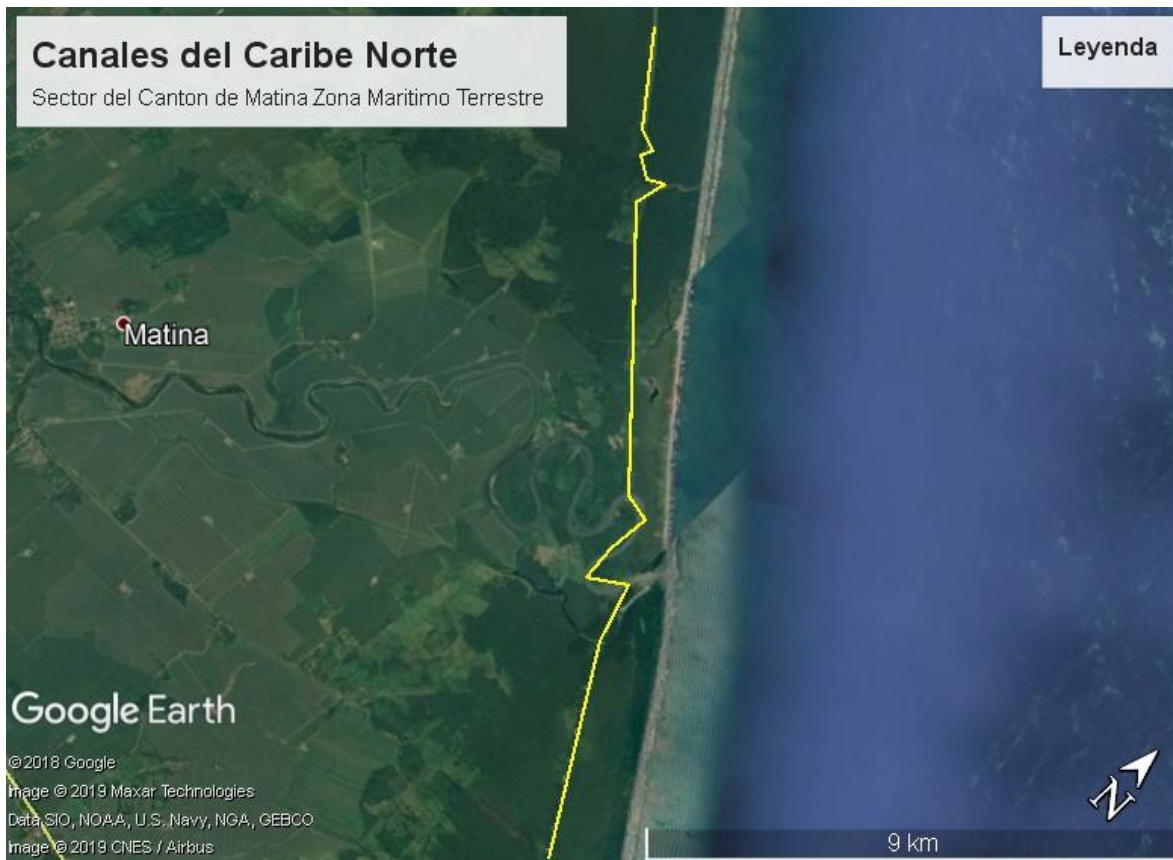 Canales del Caribe Norte
Sector del Canton de Matina Zona Maritimo Terrestre
Leyenda
Matina
Google Earth
©2018 Google
Image © 2019 Maxar Technologies
Data SIO, NOAA, U.S. Navy, NGA, GEBCO
Image © 2019 CNES / Airbus
N
9 km